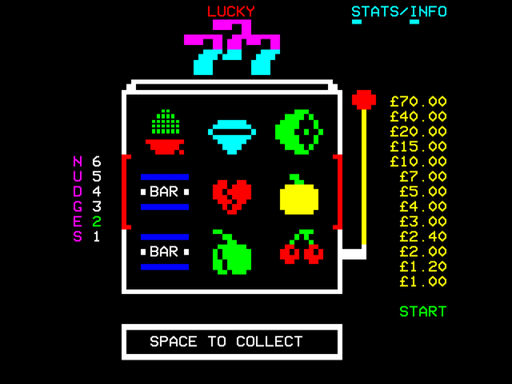 LUCKY
STATS/INFO
£70.00
£40.00
£20.00
£15.00
£10.00
£7.00
£5.00
£4.00
£3.00
£2.40
£2.00
£1.20
£1.00
NUDGES
6
5
4
3
2
1
BAR
BAR
START
SPACE TO COLLECT